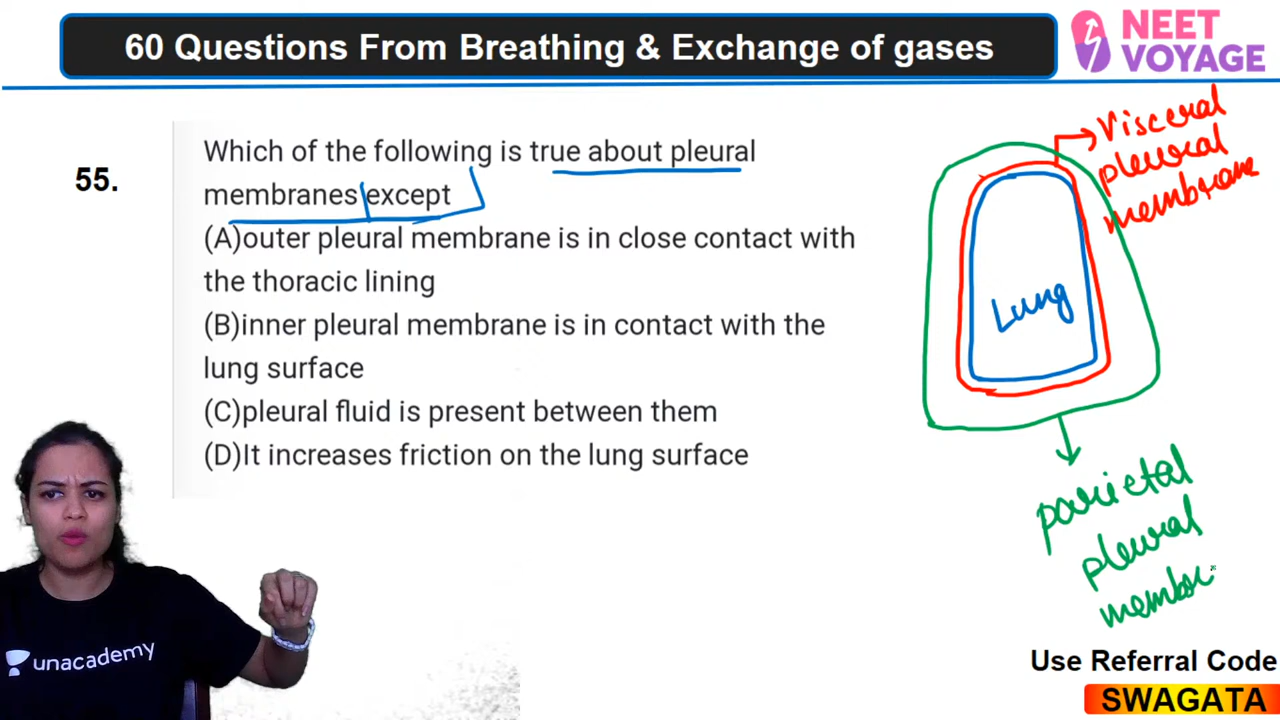 60 Questions From Breathing & Exchange of gases
NEET
VOYAGE
55.
Which of the following is true about pleural
membranes except
(A)outer pleural membrane is in close contact with
the thoracic lining
(B)inner pleural membrane is in contact with the
lung surface
(C)pleural fluid is present between them
(D)It increases friction on the lung surface
Visceral
pleural
membrane
Lung
parietal
pleural
membr
unacademy
Use Referral Code
SWAGATA